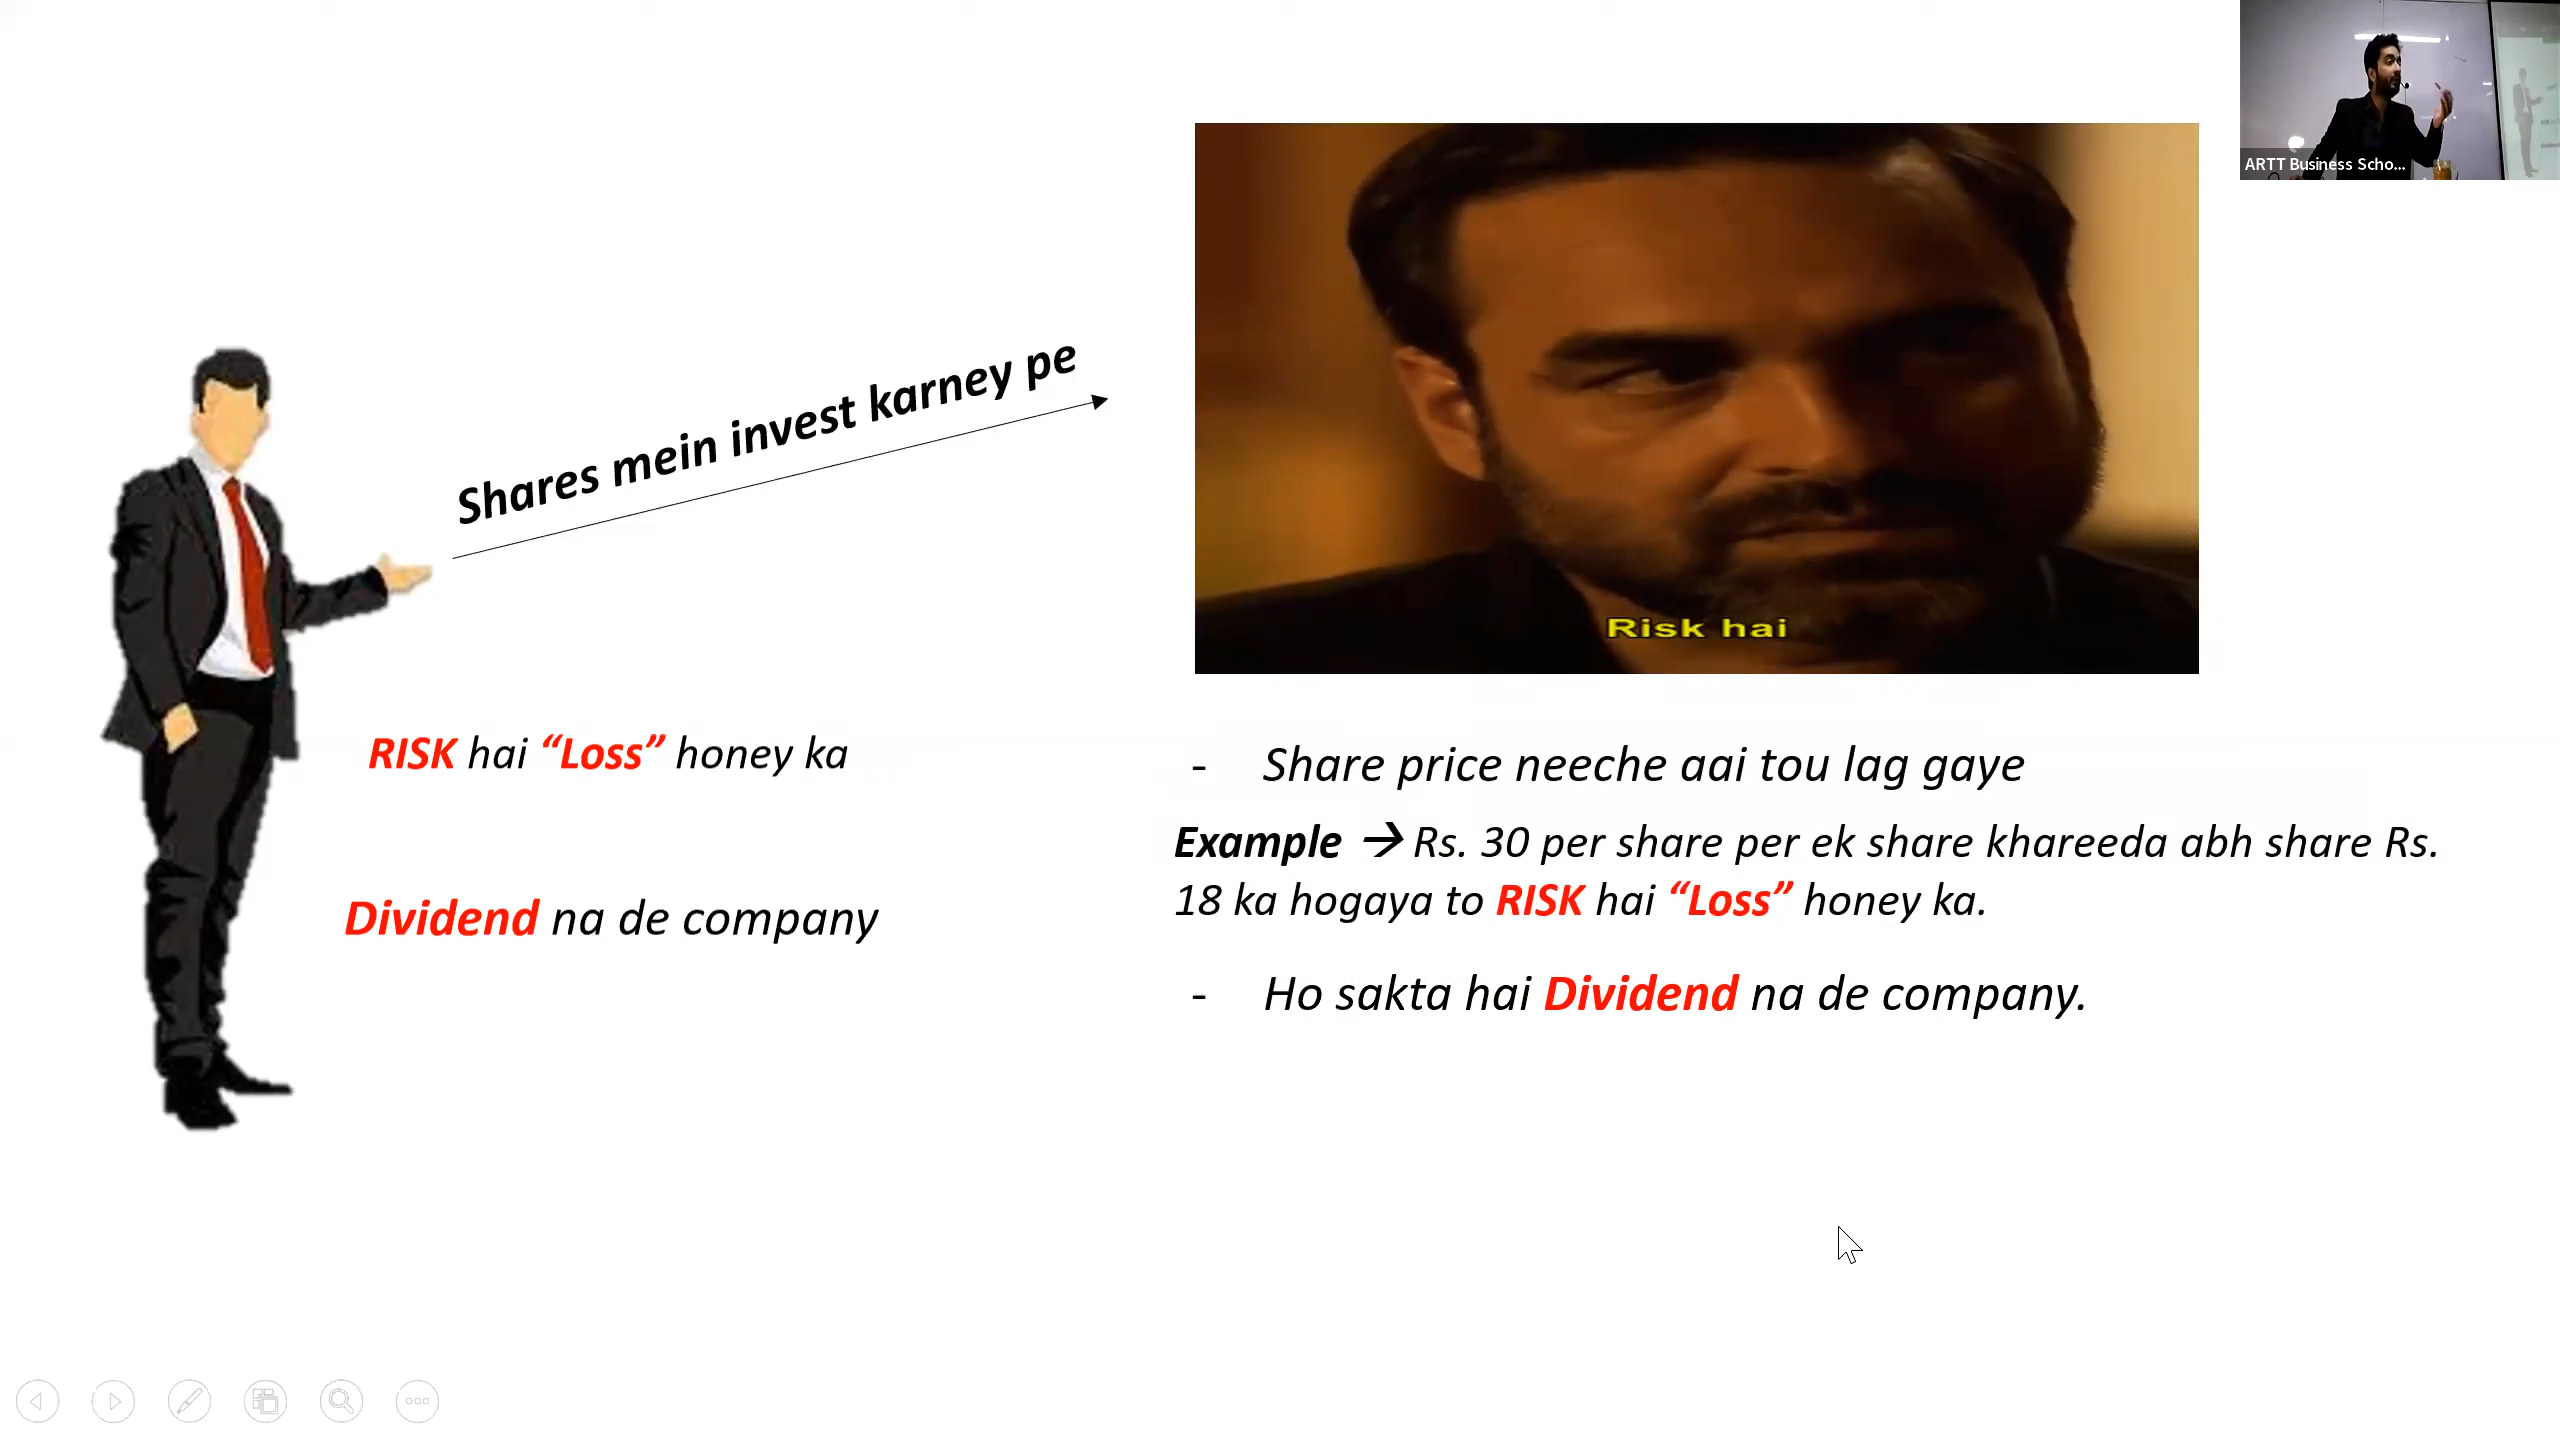 ARTT Business Scho...
Shares mein invest karney pe
Risk hai
RISK hai “Loss” honey ka
Dividend na de company
- Share price neeche aai tou lag gaye
Example → Rs. 30 per share per ek share khareeda abh share Rs.
18 ka hogaya to RISK hai “Loss” honey ka.
- Ho sakta hai Dividend na de company.